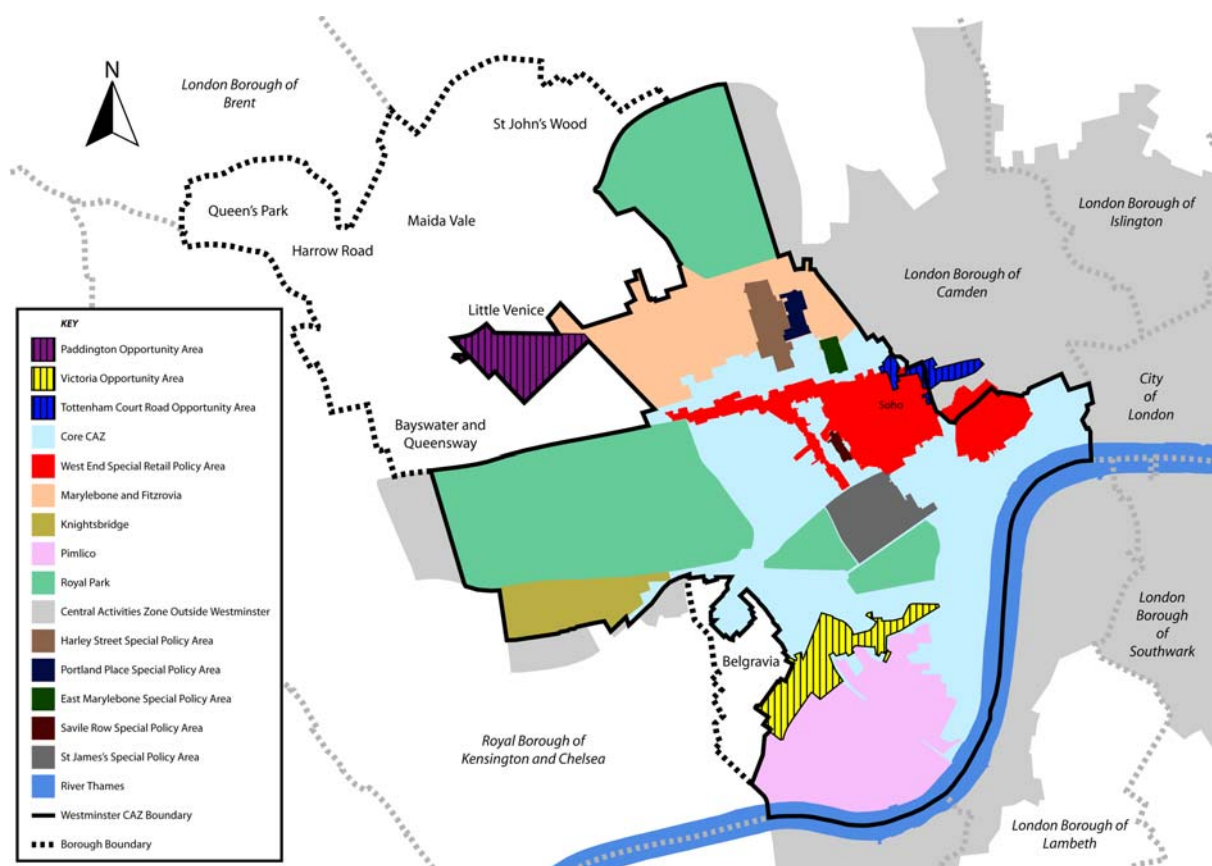 N
London Borough of
Brent
St John's Wood
Queen's Park
Maida Vale
Harrow Road
London Borough of
Islington
London Borough of
Camden
Little Venice
City
of
London
Soho
Bayswater and
Queensway
London
Borough
of
Southwark
Belgravia
Royal Borough of
Kensington and Chelsea
London Borough of
Lambeth
KEY
Paddington Opportunity Area
Victoria Opportunity Area
Tottenham Court Road Opportunity Area
Core CAZ
West End Special Retail Policy Area
Marylebone and Fitzrovia
Knightsbridge
Pimlico
Royal Park
Central Activities Zone Outside Westminster
Harley Street Special Policy Area
Portland Place Special Policy Area
East Marylebone Special Policy Area
Savile Row Special Policy Area
St James's Special Policy Area
River Thames
Westminster CAZ Boundary
Borough Boundary